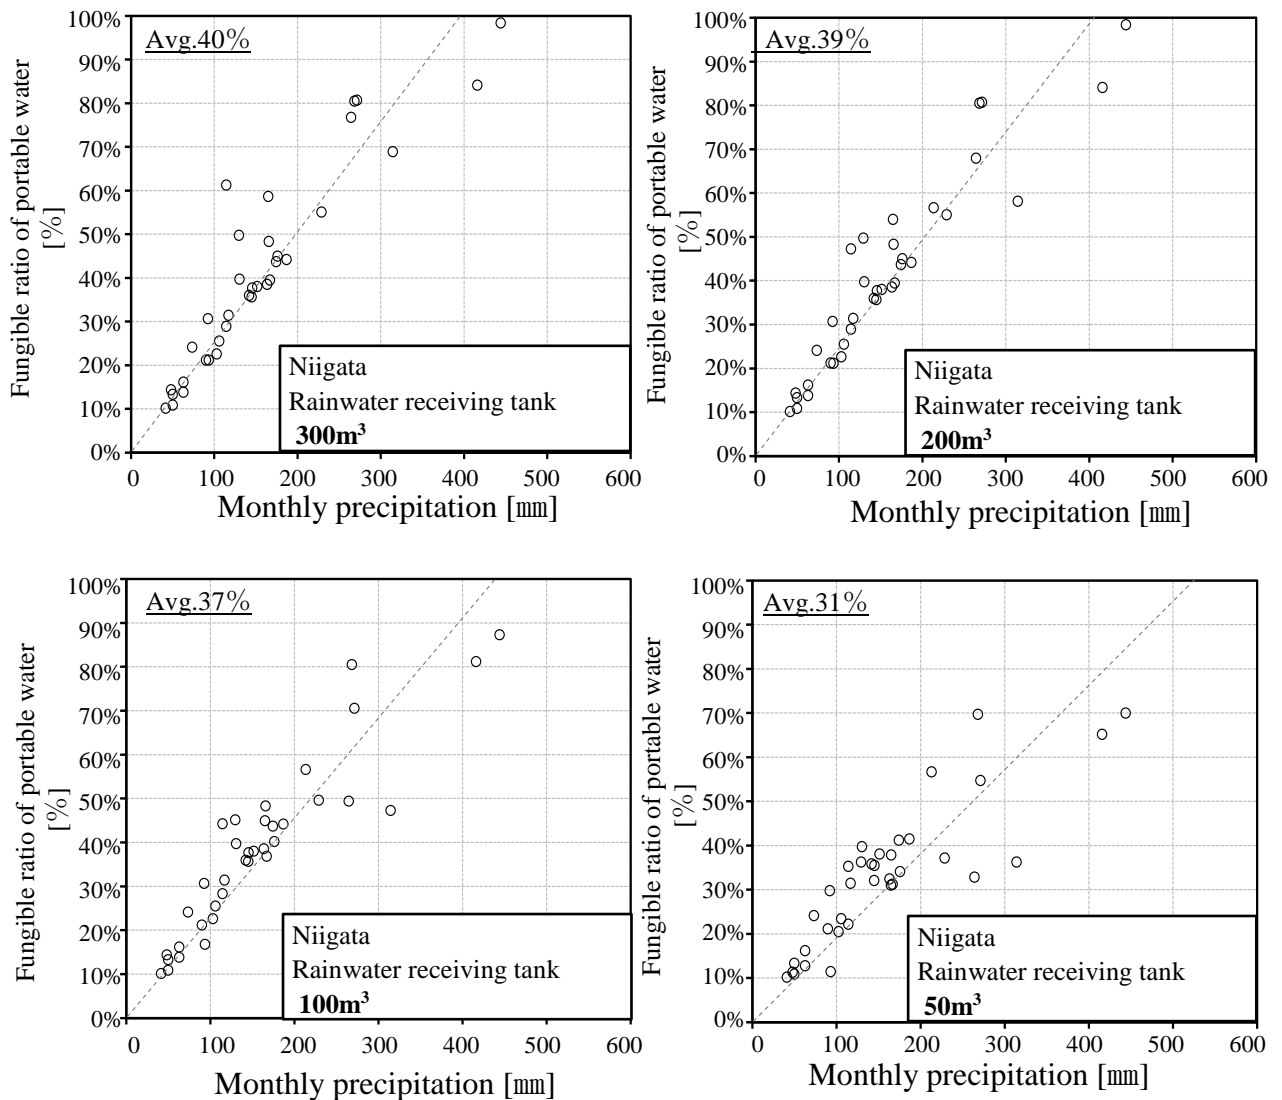 Avg.40%
Fungible ratio of portable water
[%]
100%
90%
80%
70%
60%
50%
40%
30%
20%
10%
0%
Niigata
Rainwater receiving tank
300m³
0 100 200 300 400 500 600
Monthly precipitation [㎜]
Avg.39%
Fungible ratio of portable water
[%]
100%
90%
80%
70%
60%
50%
40%
30%
20%
10%
0%
Niigata
Rainwater receiving tank
200m³
0 100 200 300 400 500 600
Monthly precipitation [㎜]
Avg.37%
Fungible ratio of portable water
[%]
100%
90%
80%
70%
60%
50%
40%
30%
20%
10%
0%
Niigata
Rainwater receiving tank
100m³
0 100 200 300 400 500 600
Monthly precipitation [㎜]
Avg.31%
Fungible ratio of portable water
[%]
100%
90%
80%
70%
60%
50%
40%
30%
20%
10%
0%
Niigata
Rainwater receiving tank
50m³
0 100 200 300 400 500 600
Monthly precipitation [㎜]